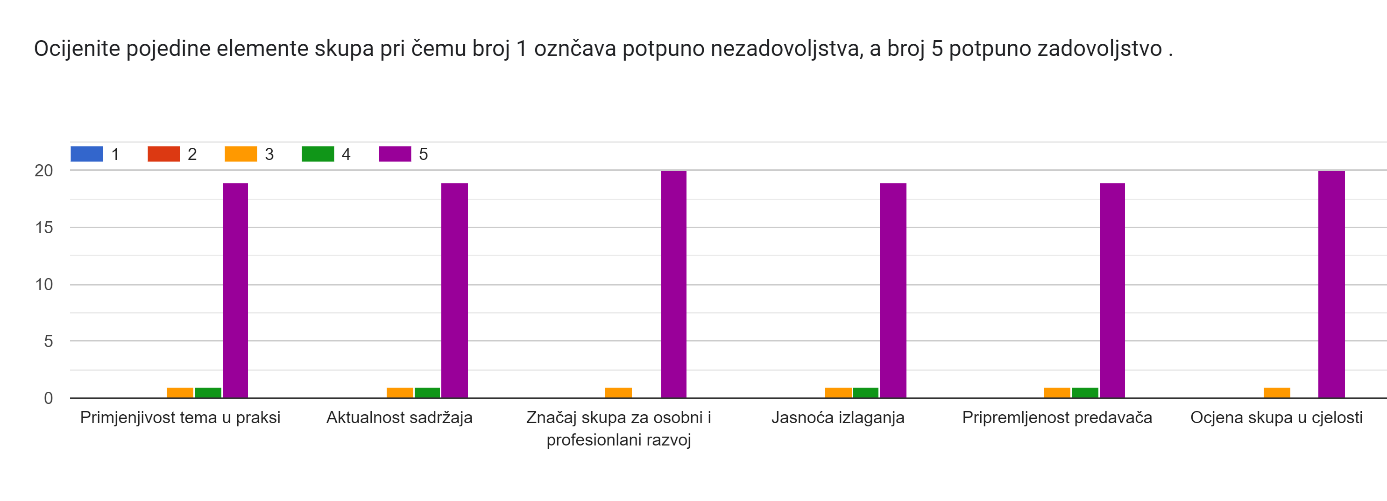 Ocijenite pojedine elemente skupa pri čemu broj 1 oznčava potpuno nezadovoljstva, a broj 5 potpuno zadovoljstvo .
1 2 3 4 5
20
15
10
5
0
Primjenjivost tema u praksi Aktualnost sadržaja Značaj skupa za osobni i Jasnoća izlaganja Pripremljenost predavača Ocjena skupa u cjelosti
profesionlani razvoj